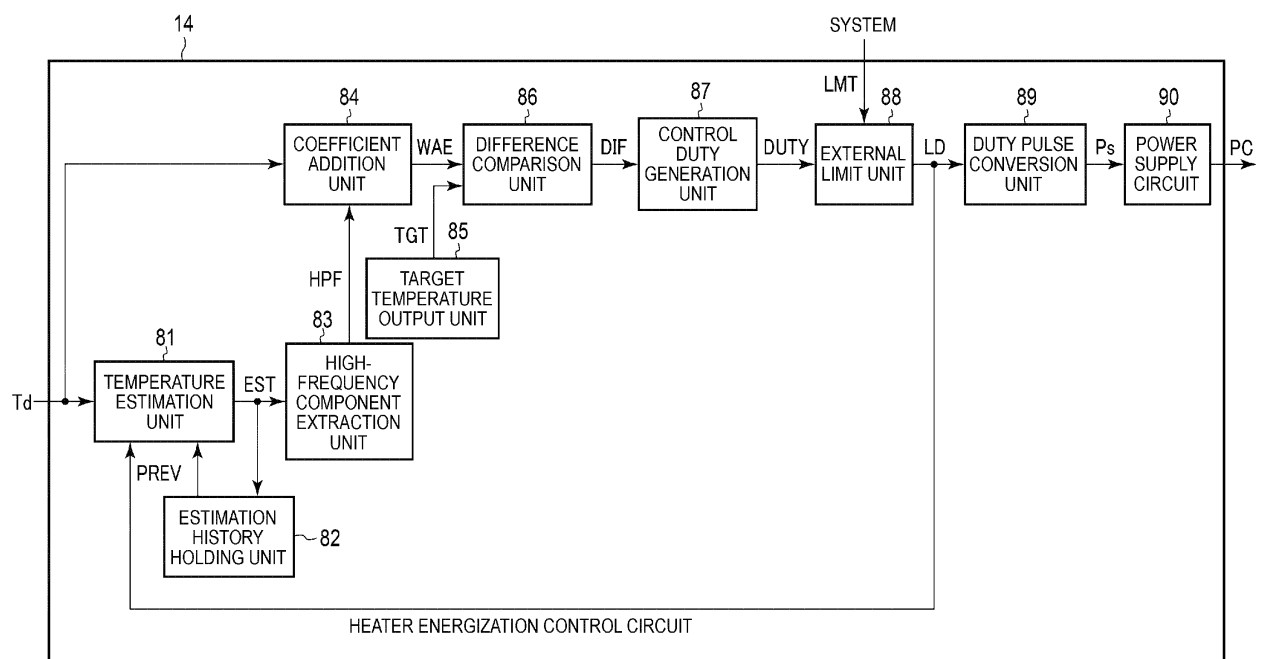 14
SYSTEM
LMT
84
COEFFICIENT
ADDITION
UNIT
WAE
86
DIFFERENCE
COMPARISON
UNIT
DIF
87
CONTROL
DUTY
GENERATION
UNIT
DUTY
88
EXTERNAL
LIMIT UNIT
LD
89
DUTY PULSE
CONVERSION
UNIT
Ps
90
POWER
SUPPLY
CIRCUIT
PC
TGT
85
TARGET
TEMPERATURE
OUTPUT UNIT
HPF
83
HIGH-
FREQUENCY
COMPONENT
EXTRACTION
UNIT
Td
81
TEMPERATURE
ESTIMATION
UNIT
EST
PREV
ESTIMATION
HISTORY
HOLDING UNIT
82
HEATER ENERGIZATION CONTROL CIRCUIT